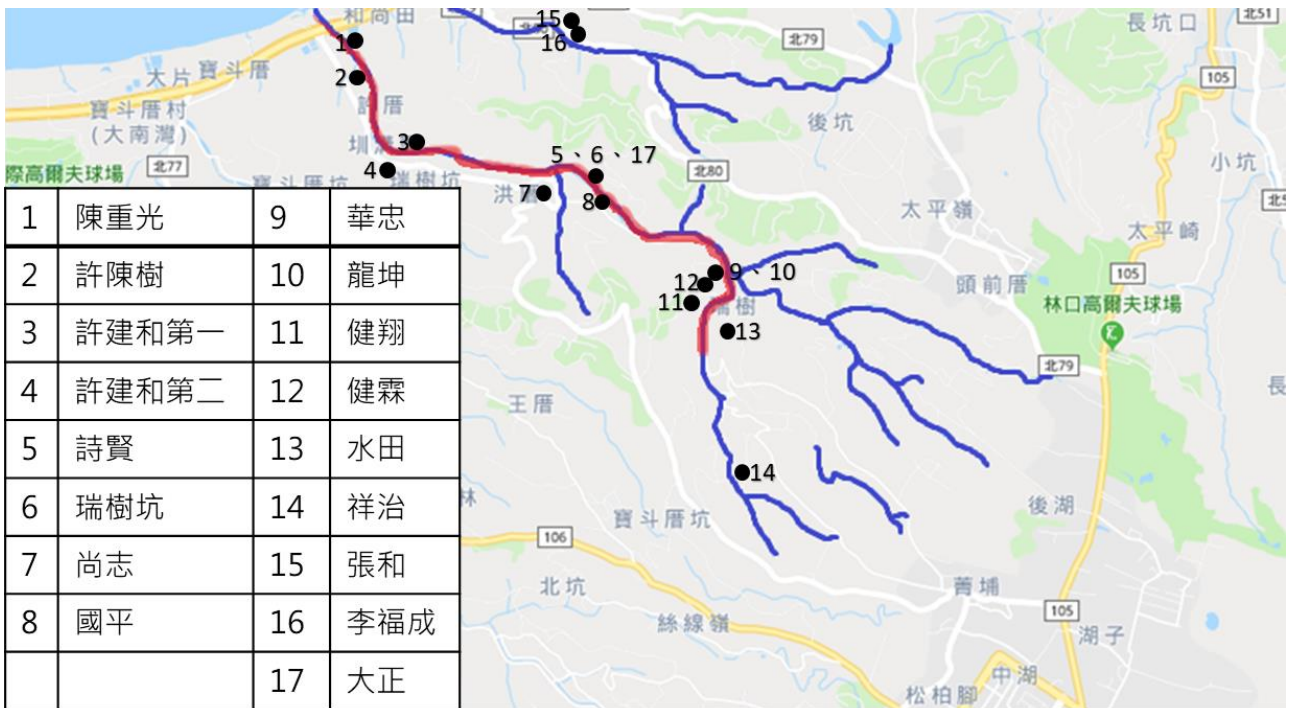 和尚田
15
16
北79
長坑口
北51
105
1
2
大片
寶斗厝
寶斗厝村
(大南灣)
許厝
後坑
小坑
3
4
5、6、17
北77
際高爾夫球場
瑞樹坑
寶斗厝坑
7
8
北80
太平嶺
太平崎
105
頭前厝
林口高爾夫球場
9、10
12
11
瑞樹
13
北79
王厝
14
寶斗厝坑
後湖
106
北坑
菁埔
105
絲線嶺
湖子
中湖
松柏腳
林
長
1 陳重光 9 華忠
2 許陳樹 10 龍坤
3 許建和第一 11 健翔
4 許建和第二 12 健霖
5 詩賢 13 水田
6 瑞樹坑 14 祥治
7 尚志 15 張和
8 國平 16 李福成
17 大正